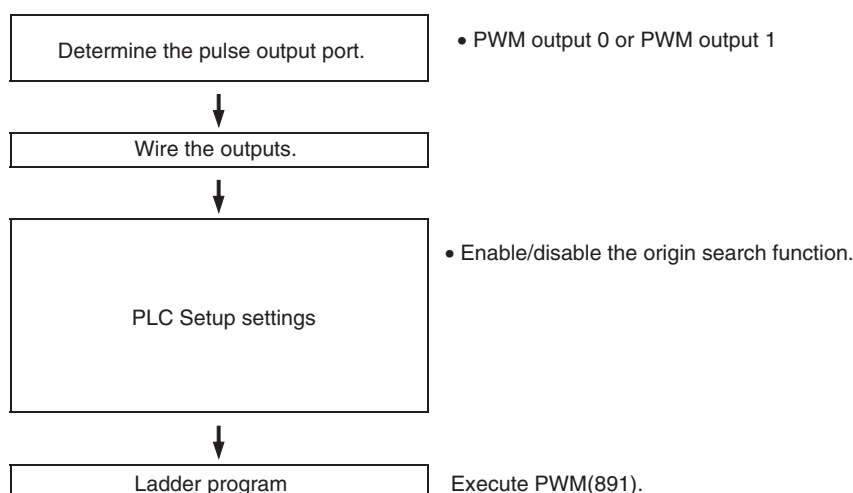 Determine the pulse output port.
• PWM output 0 or PWM output 1
Wire the outputs.
PLC Setup settings
• Enable/disable the origin search function.
Ladder program
Execute PWM(891).